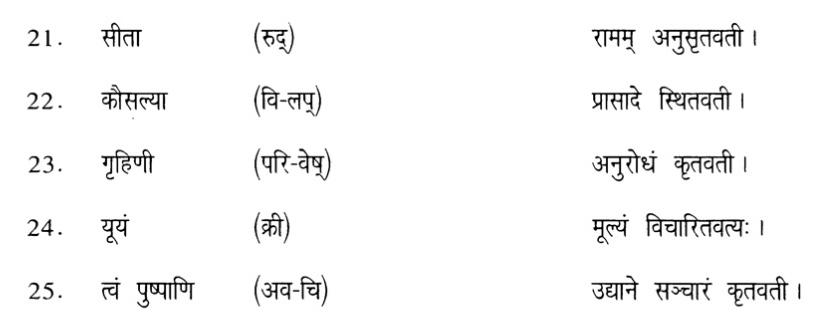 21. सीता (रुद्) रामम् अनुसृतवती ।
22. कौसल्या (वि-लप्) प्रासादे स्थितवती ।
23. गृहिणी (परि-वेष्) अनुरोधं कृतवती ।
24. यूयं (क्री) मूल्यं विचारितवत्यः ।
25. त्वं पुष्पाणि (अव-चि) उद्याने सञ्चारं कृतवती ।